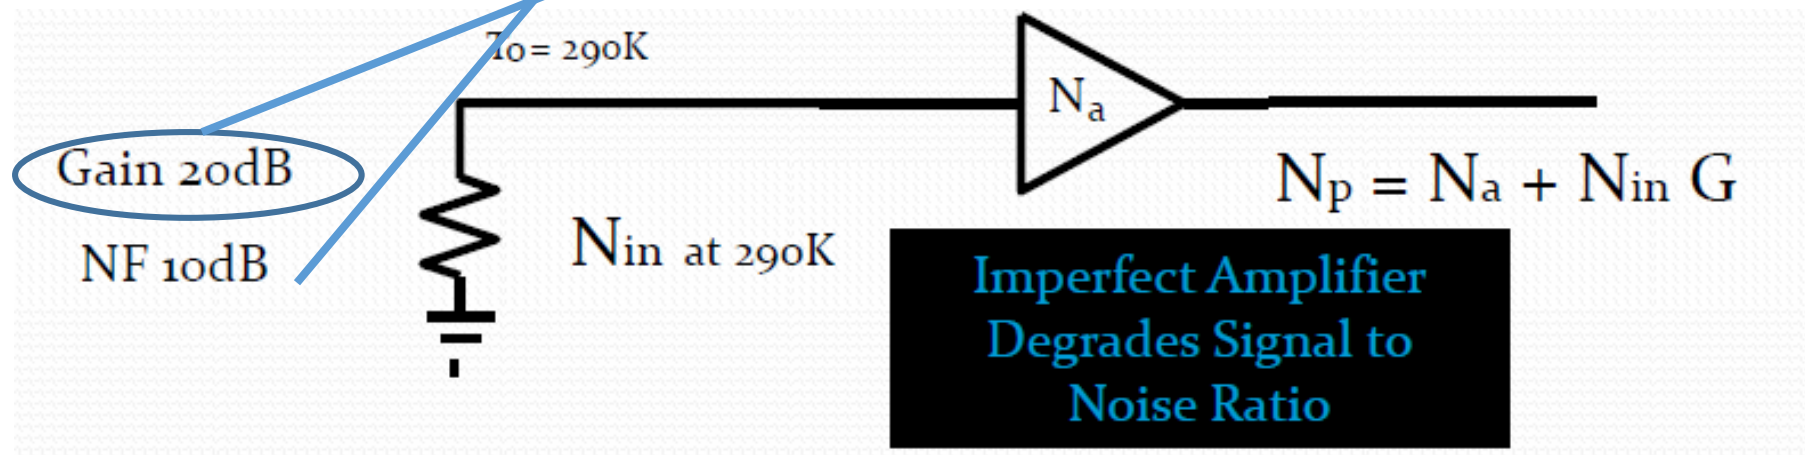 To = 290K
Na
Gain 20dB
Np = Na + Nin G
NF 10dB
Nin at 290K
Imperfect Amplifier
Degrades Signal to
Noise Ratio